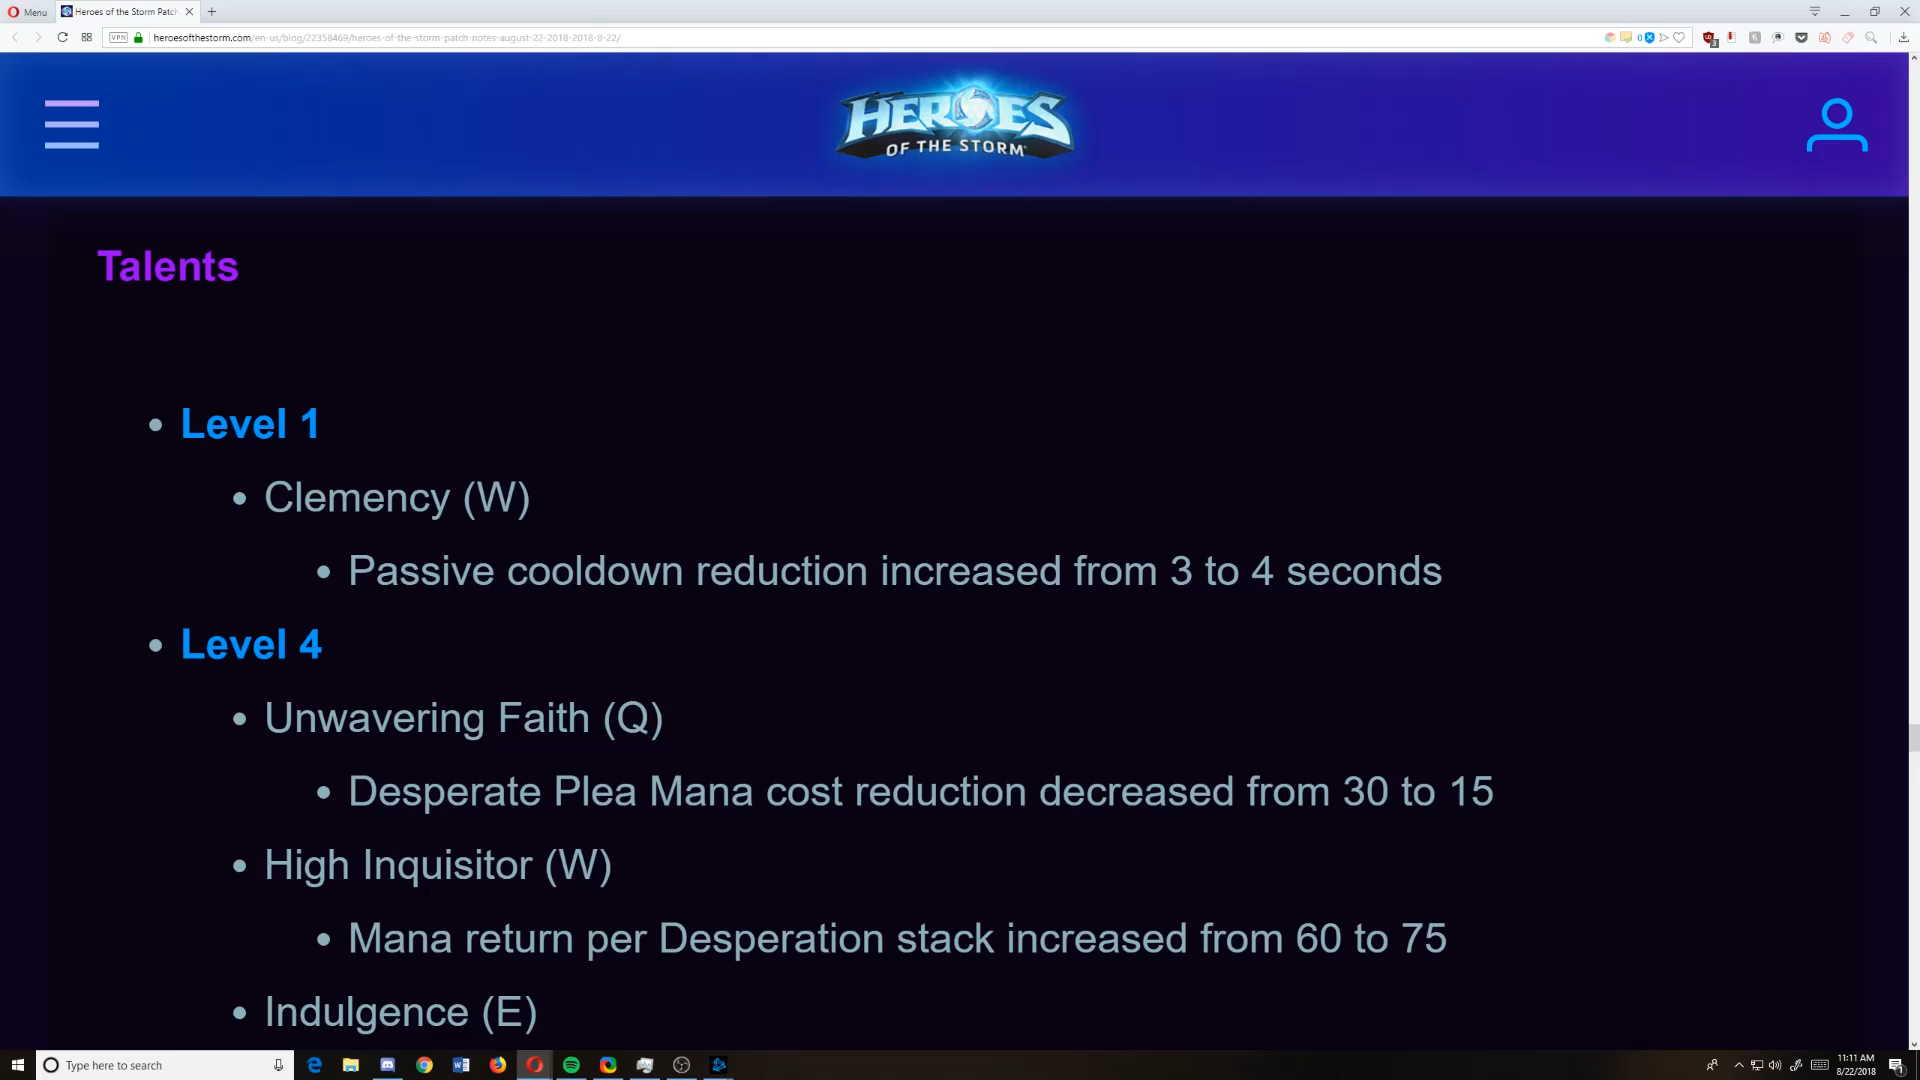 Menu
Heroes of the Storm Patch
VPN
heroesofthestorm.com/en-us/blog/22358469/heroes-of-the-storm-patch-notes-august-22-2018-2018-8-22/
0
3
HEROES
OF THE STORM
Talents
Level 1
Clemency (W)
Passive cooldown reduction increased from 3 to 4 seconds
Level 4
Unwavering Faith (Q)
Desperate Plea Mana cost reduction decreased from 30 to 15
High Inquisitor (W)
Mana return per Desperation stack increased from 60 to 75
Indulgence (E)
Type here to search
11:11 AM
8/22/2018